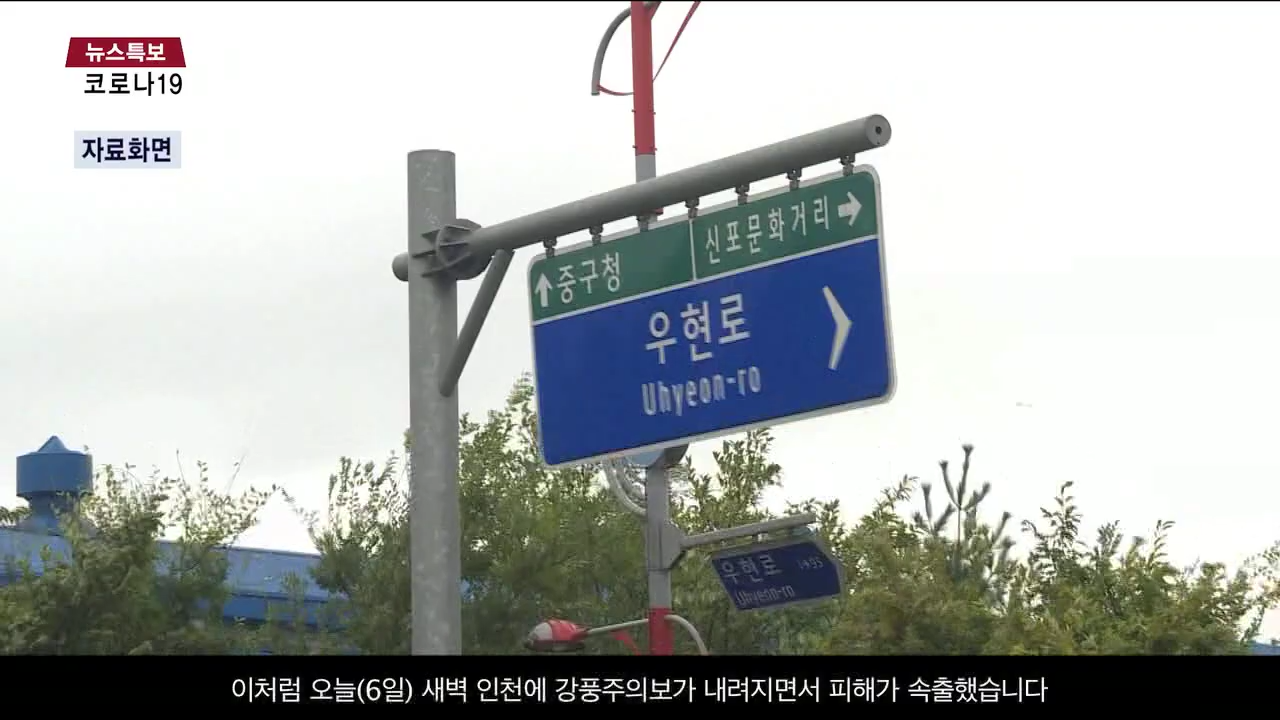 뉴스특보
코로나19
자료화면
중구청
신포문화거리
우현로
Uhyeon-ro
우현로
Uhyeon-ro
이처럼 오늘(6일) 새벽 인천에 강풍주의보가 내려지면서 피해가 속출했습니다